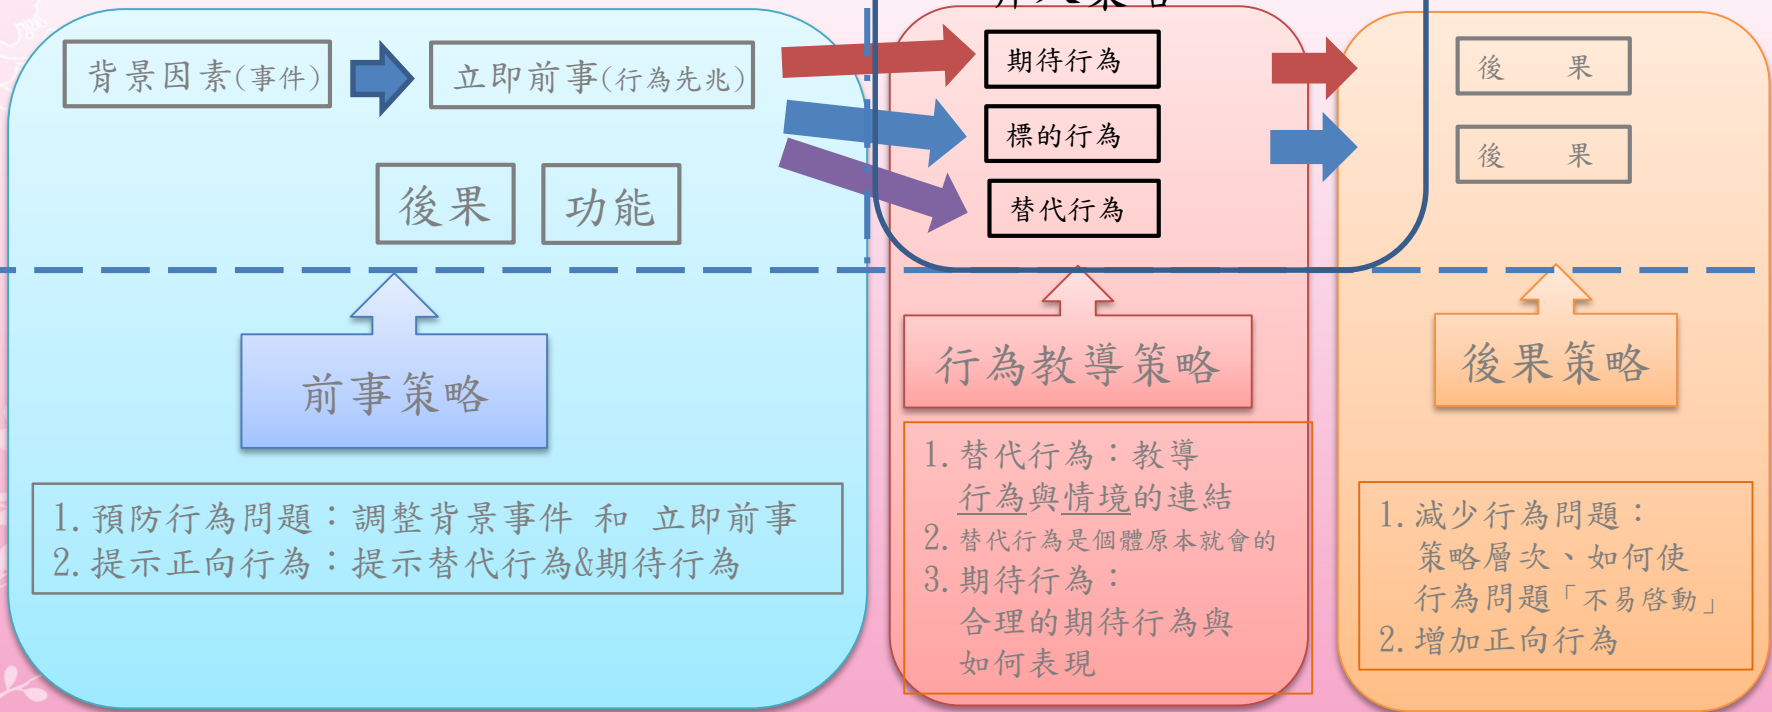 背景因素(事件)
立即前事(行為先兆)
後果
功能
期待行為
標的行為
替代行為
後 果
後 果
前事策略
1.預防行為問題：調整背景事件 和 立即前事
2.提示正向行為：提示替代行為&期待行為
行為教導策略
1.替代行為：教導
行為與情境的連結
2.替代行為是個體原本就會的
3.期待行為：
合理的期待行為與
如何表現
後果策略
1.減少行為問題：
策略層次、如何使
行為問題「不易啓動」
2.增加正向行為